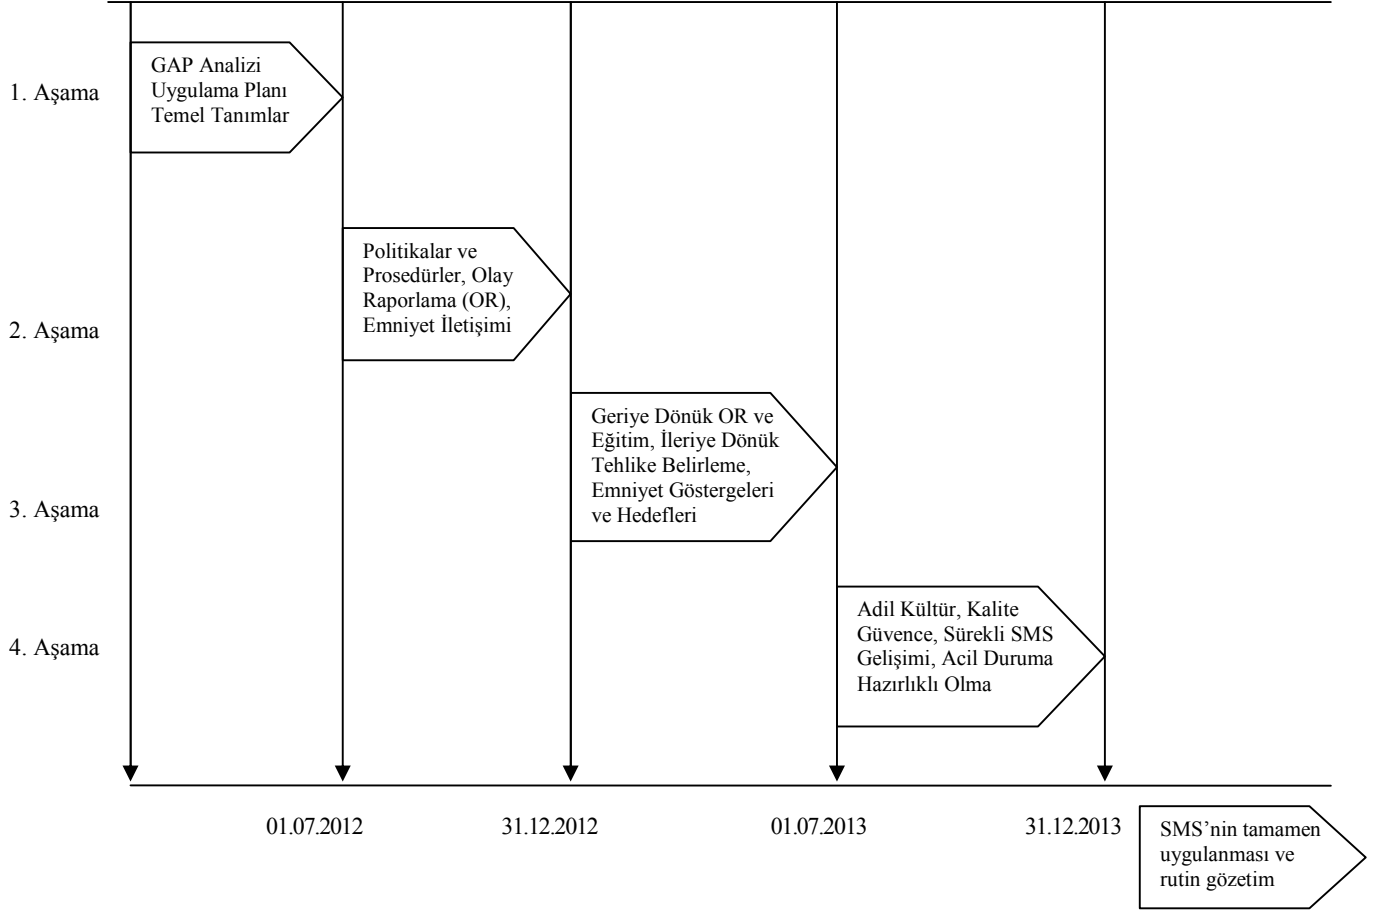 1. Aşama
GAP Analizi
Uygulama Planı
Temel Tanımlar
2. Aşama
Politikalar ve
Prosedürler, Olay
Raporlama (OR),
Emniyet İletişimi
3. Aşama
Geriye Dönük OR ve
Eğitim, İleriye Dönük
Tehlike Belirleme,
Emniyet Göstergeleri
ve Hedefleri
4. Aşama
Adil Kültür, Kalite
Güvence, Sürekli SMS
Gelişimi, Acil Duruma
Hazırlıklı Olma
01.07.2012
31.12.2012
01.07.2013
31.12.2013
SMS’nin tamamen
uygulanması ve
rutin gözetim